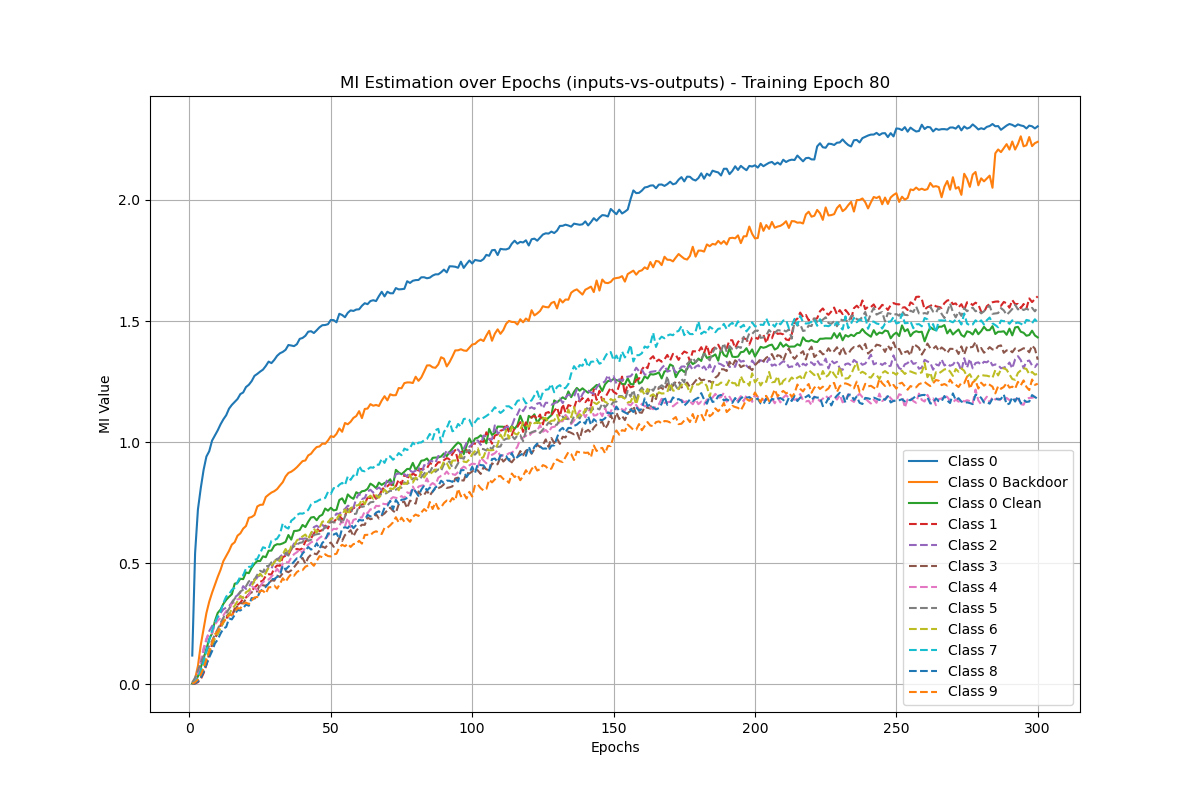 MI Estimation over Epochs (inputs-vs-outputs) - Training Epoch 80
MI Value
2.0
1.5
1.0
0.5
0.0
0 50 100 150 200 250 300
Epochs
Class 0
Class 0 Backdoor
Class 0 Clean
Class 1
Class 2
Class 3
Class 4
Class 5
Class 6
Class 7
Class 8
Class 9